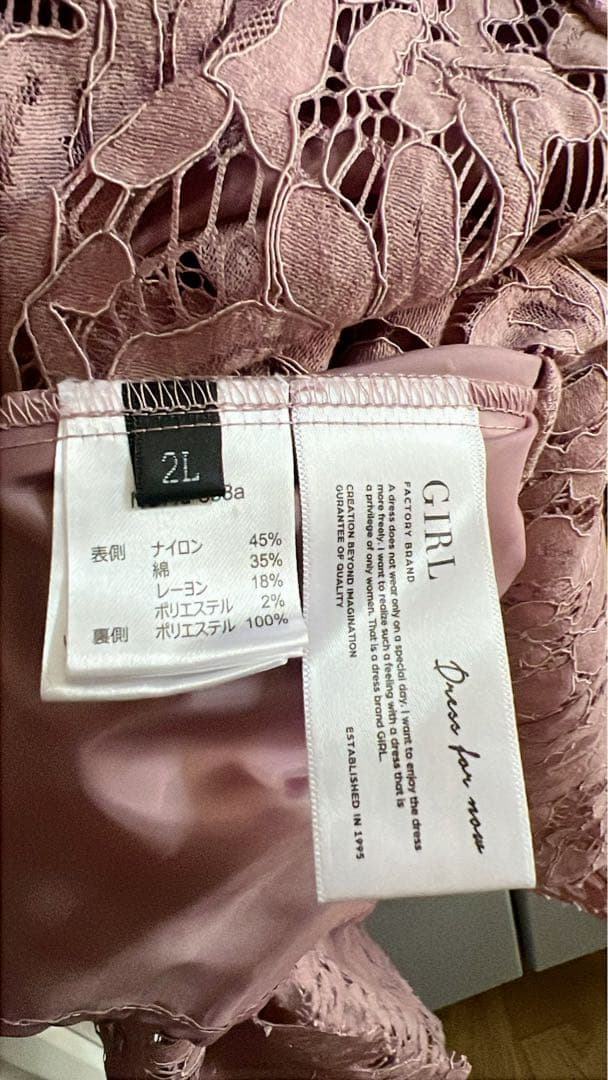 2L
8a
表側 ナイロン 45%
綿 35%
レーヨン 18%
ポリエステル 2%
裏側 ポリエステル 100%
GIRL
FACTORY BRAND
Dress for now
A dress does not wear only on a special day. I want to enjoy the dress
more freely. I want to realize such a feeling with a dress that is
a privilege of only women. That is a dress brand GIRL.
CREATION BEYOND IMAGINATION
GURANTEE OF QUALITY
ESTABLISHED IN 1995